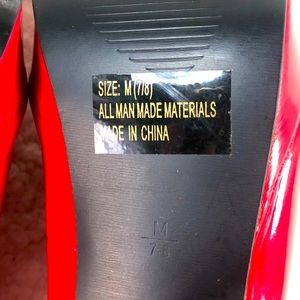 SIZE: M (7/8)
ALL MAN MADE MATERIALS
MADE IN CHINA
M
7-8